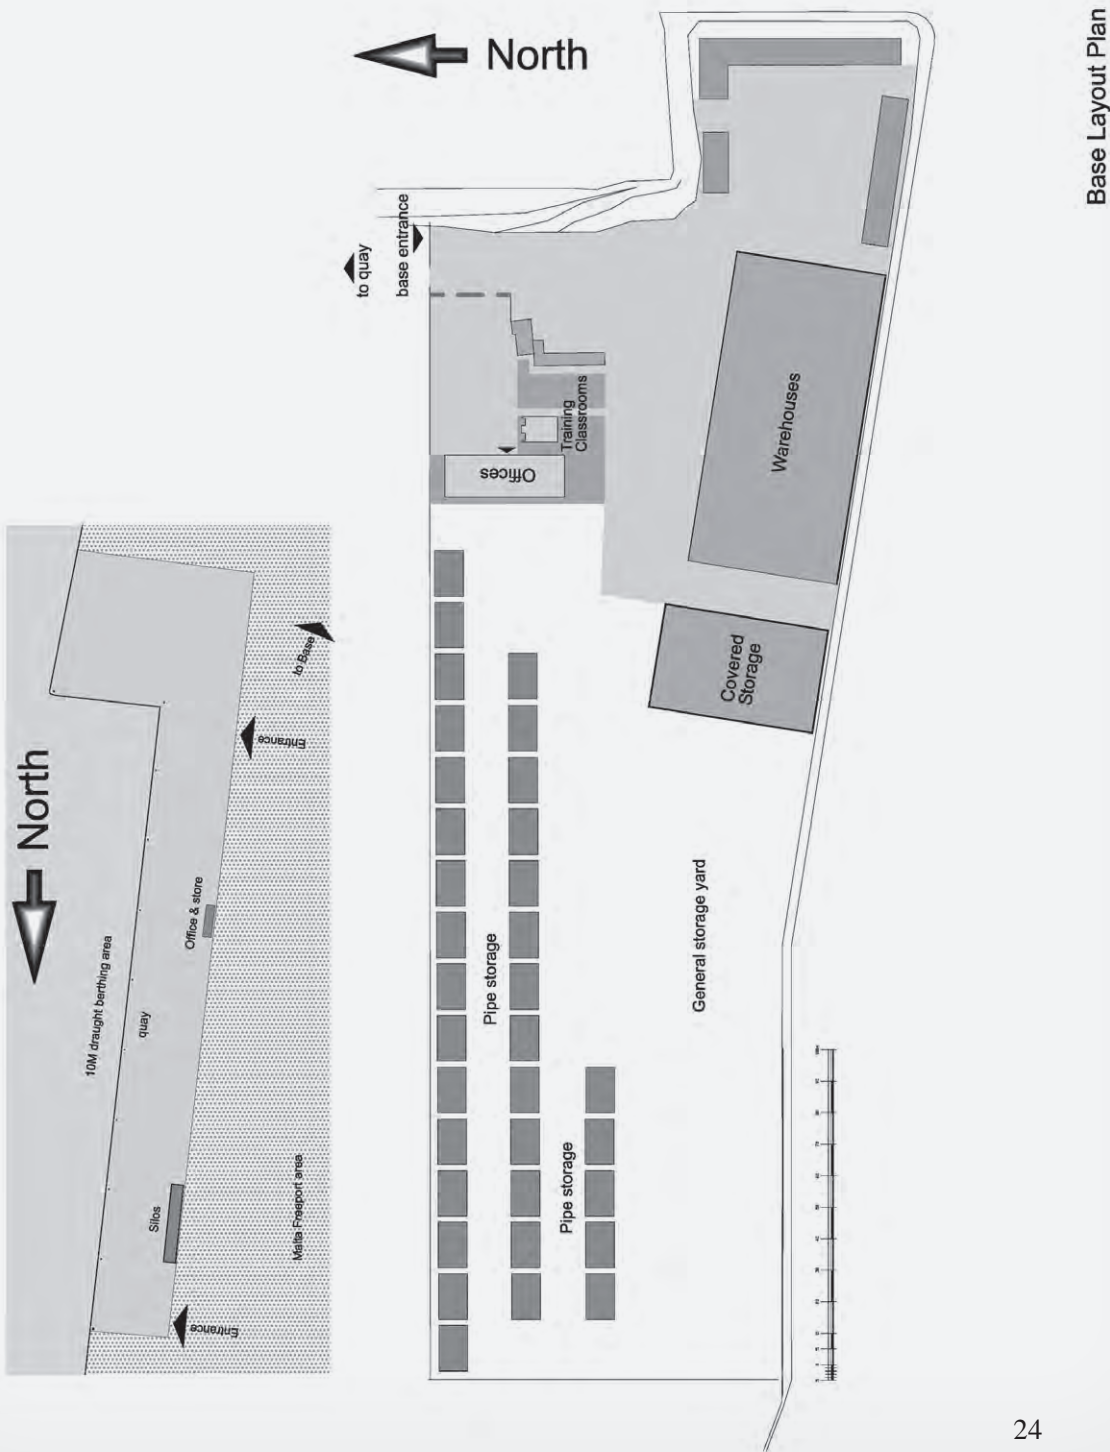 Base Layout Plan
North
to quay
base entrance
Training
Classrooms
Offices
Warehouses
Covered
Storage
Pipe storage
Pipe storage
General storage yard
North
to Base
Entrance
Office & store
10M draught berthing area
quay
Silos
Malta Freeport area
Entrance
24